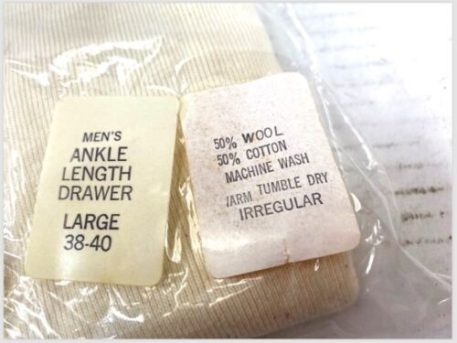 MEN'S
ANKLE
LENGTH
DRAWER
LARGE
38-40
50% WOOL
50% COTTON
MACHINE WASH
WARM TUMBLE DRY
IRREGULAR